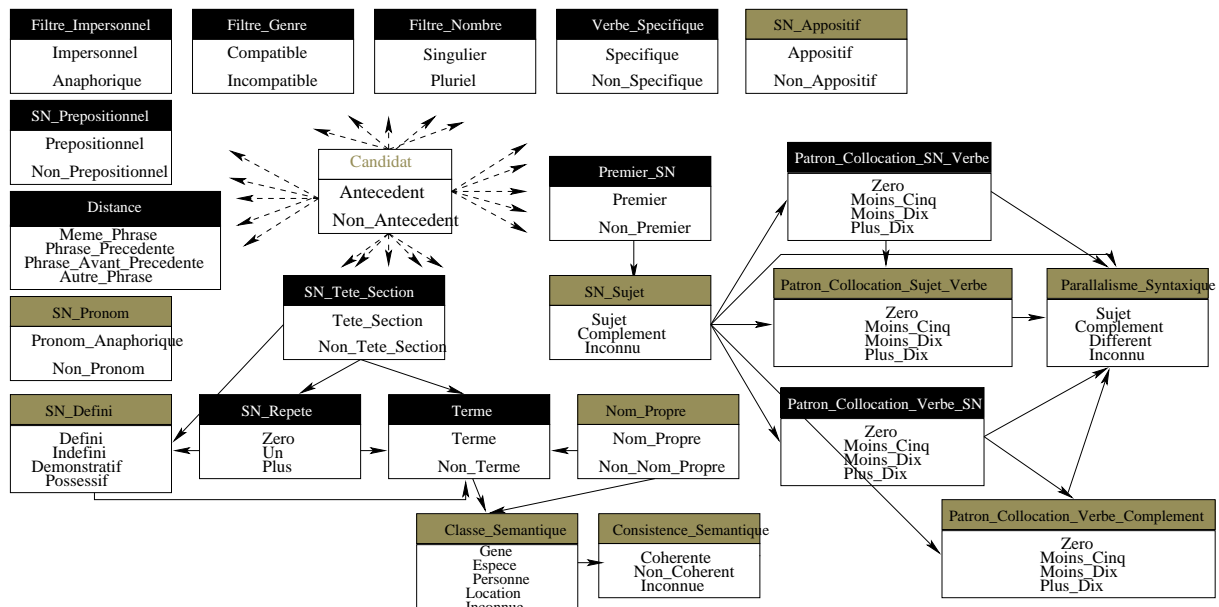 Filtre_Impersonnel
Impersonnel
Anaphorique
Filtre_Genre
Compatible
Incompatible
Filtre_Nombre
Singulier
Pluriel
Verbe_Specifique
Specifique
Non_Specifique
SN_Appositif
Appositif
Non_Appositif
SN_Prepositionnel
Prepositionnel
Non_Prepositionnel
Candidat
Antecedent
Non_Antecedent
Premier_SN
Premier
Non_Premier
Patron_Collocation_SN_Verbe
Zero
Moins_Cinq
Moins_Dix
Plus_Dix
Distance
Meme_Phrase
Phrase_Precedente
Phrase_Avant_Precedente
Autre_Phrase
SN_Tete_Section
Tete_Section
Non_Tete_Section
SN_Sujet
Sujet
Complement
Inconnu
Patron_Collocation_Sujet_Verbe
Zero
Moins_Cinq
Moins_Dix
Plus_Dix
Parallalisme_Syntaxique
Sujet
Complement
Different
Inconnu
SN_Pronom
Pronom_Anaphorique
Non_Pronom
SN_Defini
Defini
Indefini
Demonstratif
Possessif
SN_Repete
Zero
Un
Plus
Terme
Terme
Non_Terme
Nom_Propre
Nom_Propre
Non_Nom_Propre
Patron_Collocation_Verbe_SN
Zero
Moins_Cinq
Moins_Dix
Plus_Dix
Classe_Semantique
Gene
Espece
Personne
Location
Inconnue
Consistence_Semantique
Coherente
Non_Coherent
Inconnue
Patron_Collocation_Verbe_Complement
Zero
Moins_Cinq
Moins_Dix
Plus_Dix